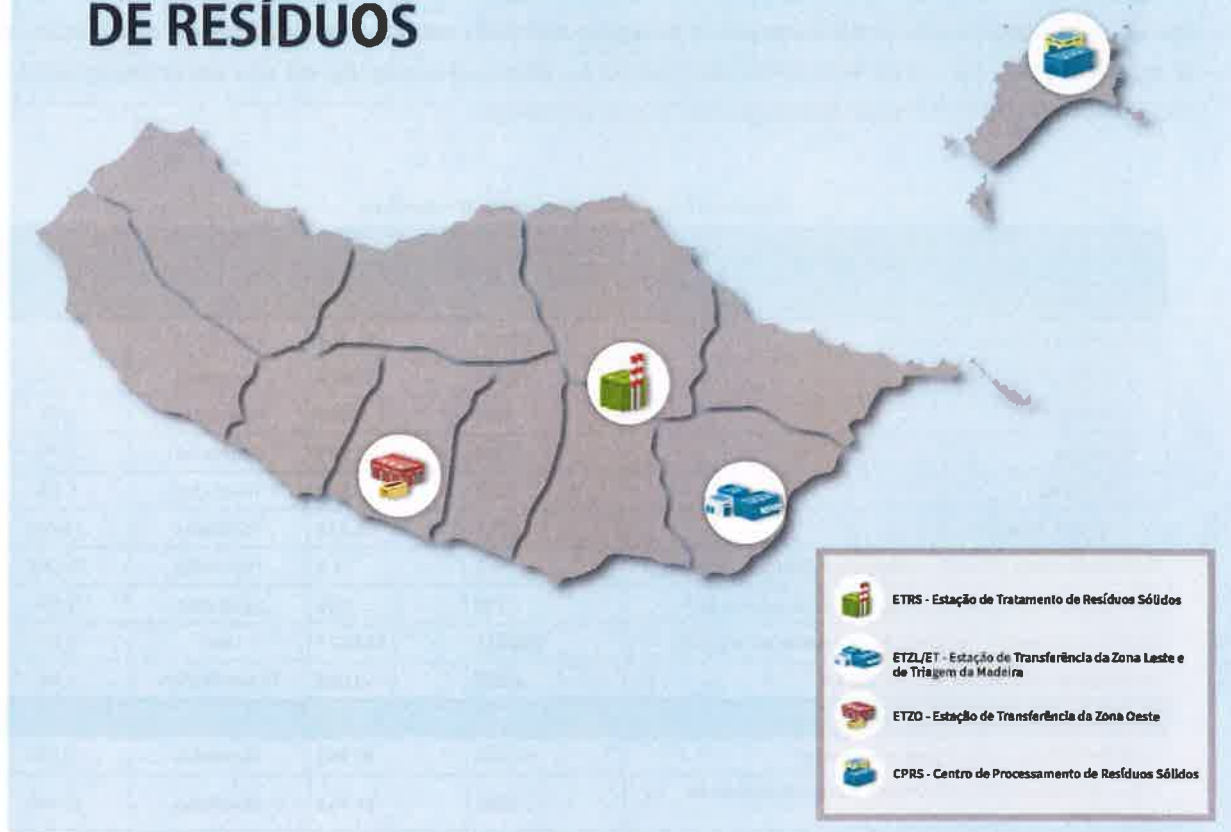 DE RESÍDUOS
ETRS - Estação de Tratamento de Resíduos Sólidos
ETZL/ET - Estação de Transferência da Zona Leste e
de Triagem da Madeira
ETZO - Estação de Transferência da Zona Oeste
CPRS - Centro de Processamento de Resíduos Sólidos